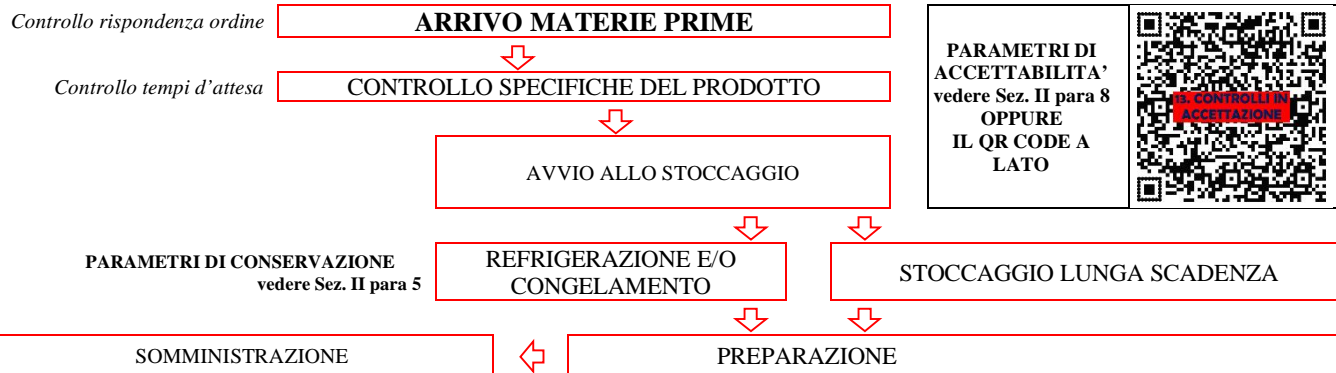 Controllo rispondenza ordine
ARRIVO MATERIE PRIME
Controllo tempi d'attesa
CONTROLLO SPECIFICHE DEL PRODOTTO
PARAMETRI DI
ACCETTABILITA'
vedere Sez. II para 8
OPPURE
IL QR CODE A
LATO
13. CONTROLLI IN
ACCETTAZIONE
AVVIO ALLO STOCCAGGIO
PARAMETRI DI CONSERVAZIONE
vedere Sez. II para 5
REFRIGERAZIONE E/O
CONGELAMENTO
STOCCAGGIO LUNGA SCADENZA
SOMMINISTRAZIONE
PREPARAZIONE